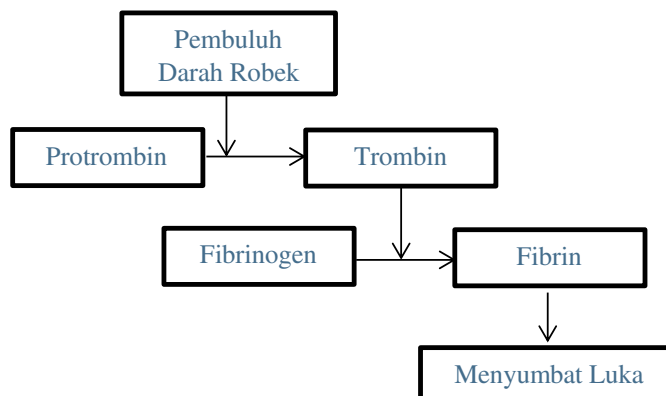 Pembuluh
Darah Robek
Protrombin
Trombin
Fibrinogen
Fibrin
Menyumbat Luka